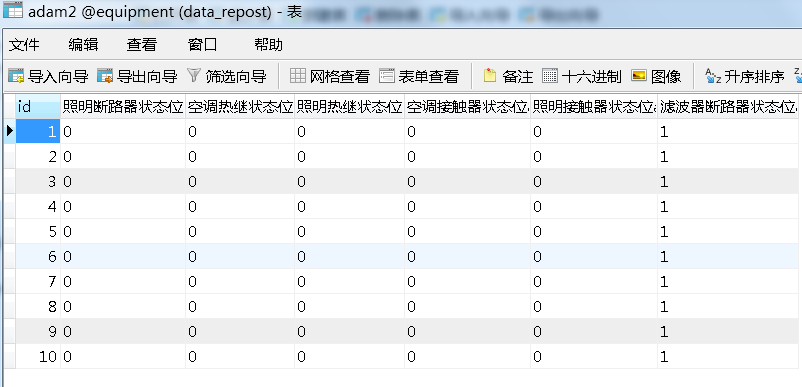 adam2 @equipment (data_repost) - 表
文件 编辑 查看 窗口 帮助
导入向导 导出向导 筛选向导 网格查看 表单查看 备注 十六进制 图像 升序排序
id 照明断路器状态位 空调热继状态位 照明热继状态位 空调接触器状态位 照明接触器状态位 滤波器断路器状态位
1 0 0 0 0 0 1
2 0 0 0 0 0 1
3 0 0 0 0 0 1
4 0 0 0 0 0 1
5 0 0 0 0 0 1
6 0 0 0 0 0 1
7 0 0 0 0 0 1
8 0 0 0 0 0 1
9 0 0 0 0 0 1
10 0 0 0 0 0 1